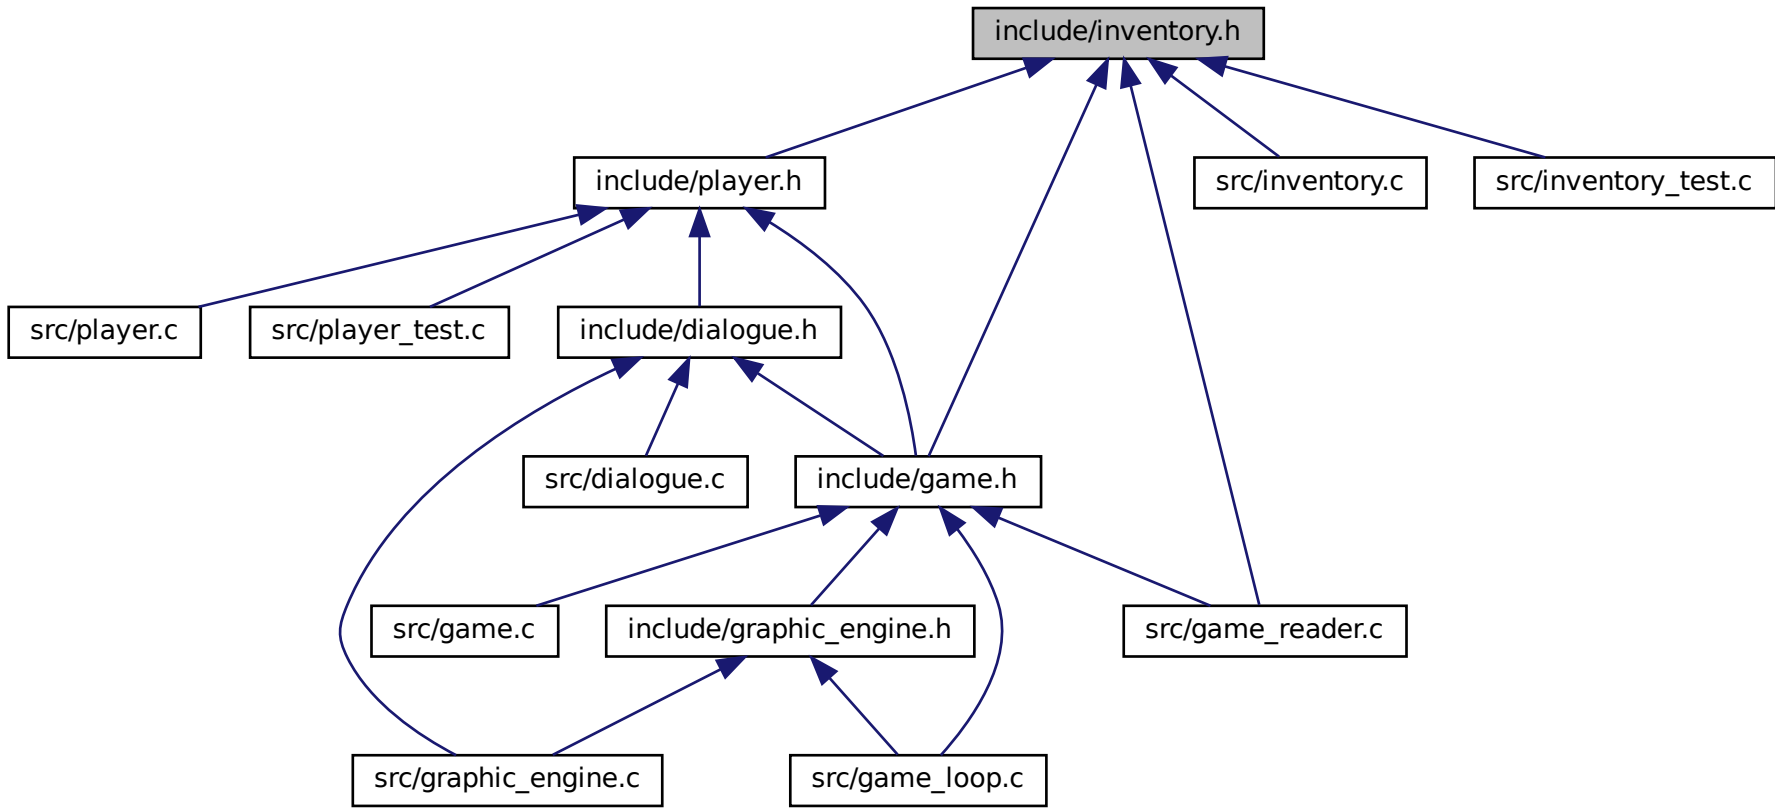 include/inventory.h
include/player.h
src/inventory.c
src/inventory_test.c
src/player.c
src/player_test.c
include/dialogue.h
src/dialogue.c
include/game.h
src/game.c
include/graphic_engine.h
src/game_reader.c
src/graphic_engine.c
src/game_loop.c